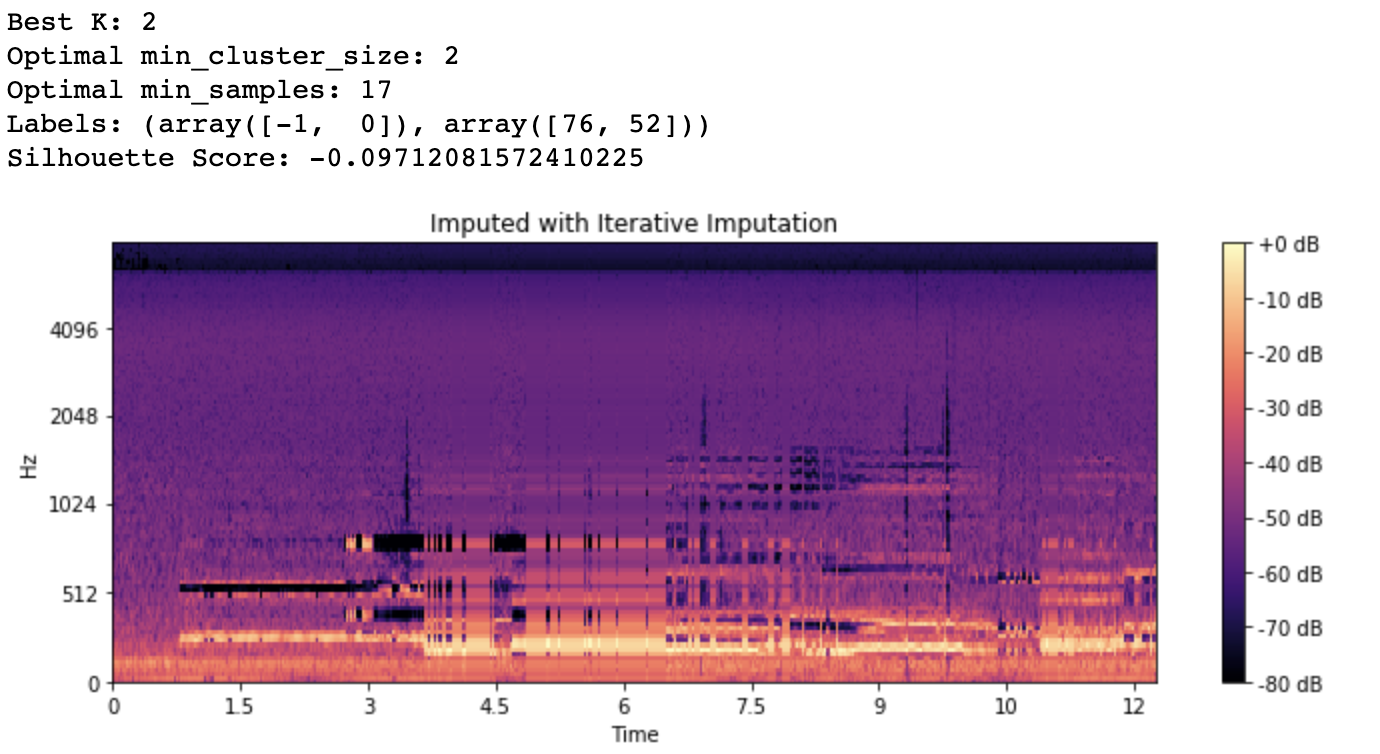 Best K: 2
Optimal min_cluster_size: 2
Optimal min_samples: 17
Labels: (array([-1,  0]), array([76, 52]))
Silhouette Score: -0.09712081572410225
Imputed with Iterative Imputation
+0 dB
-10 dB
-20 dB
-30 dB
-40 dB
-50 dB
-60 dB
-70 dB
-80 dB
4096
2048
1024
512
0
Hz
0 1.5 3 4.5 6 7.5 9 10 12
Time